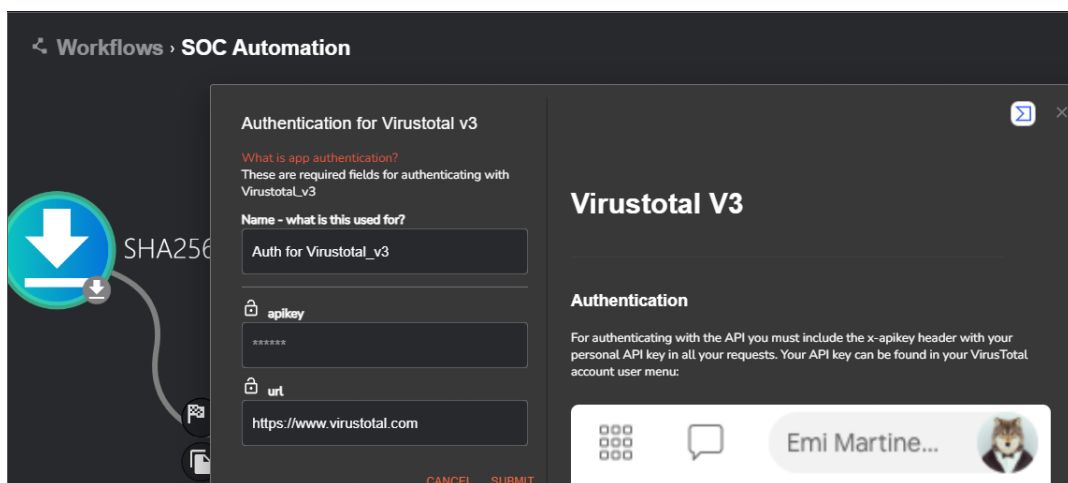 Workflows › SOC Automation
SHA256
Authentication for Virustotal v3
What is app authentication?
These are required fields for authenticating with
Virustotal_v3
Name - what is this used for?
Auth for Virustotal_v3
apikey
******
url
https://www.virustotal.com
CANCEL SUBMIT
Virustotal V3
Authentication
For authenticating with the API you must include the x-apikey header with your
personal API key in all your requests. Your API key can be found in your VirusTotal
account user menu:
Emi Martine...